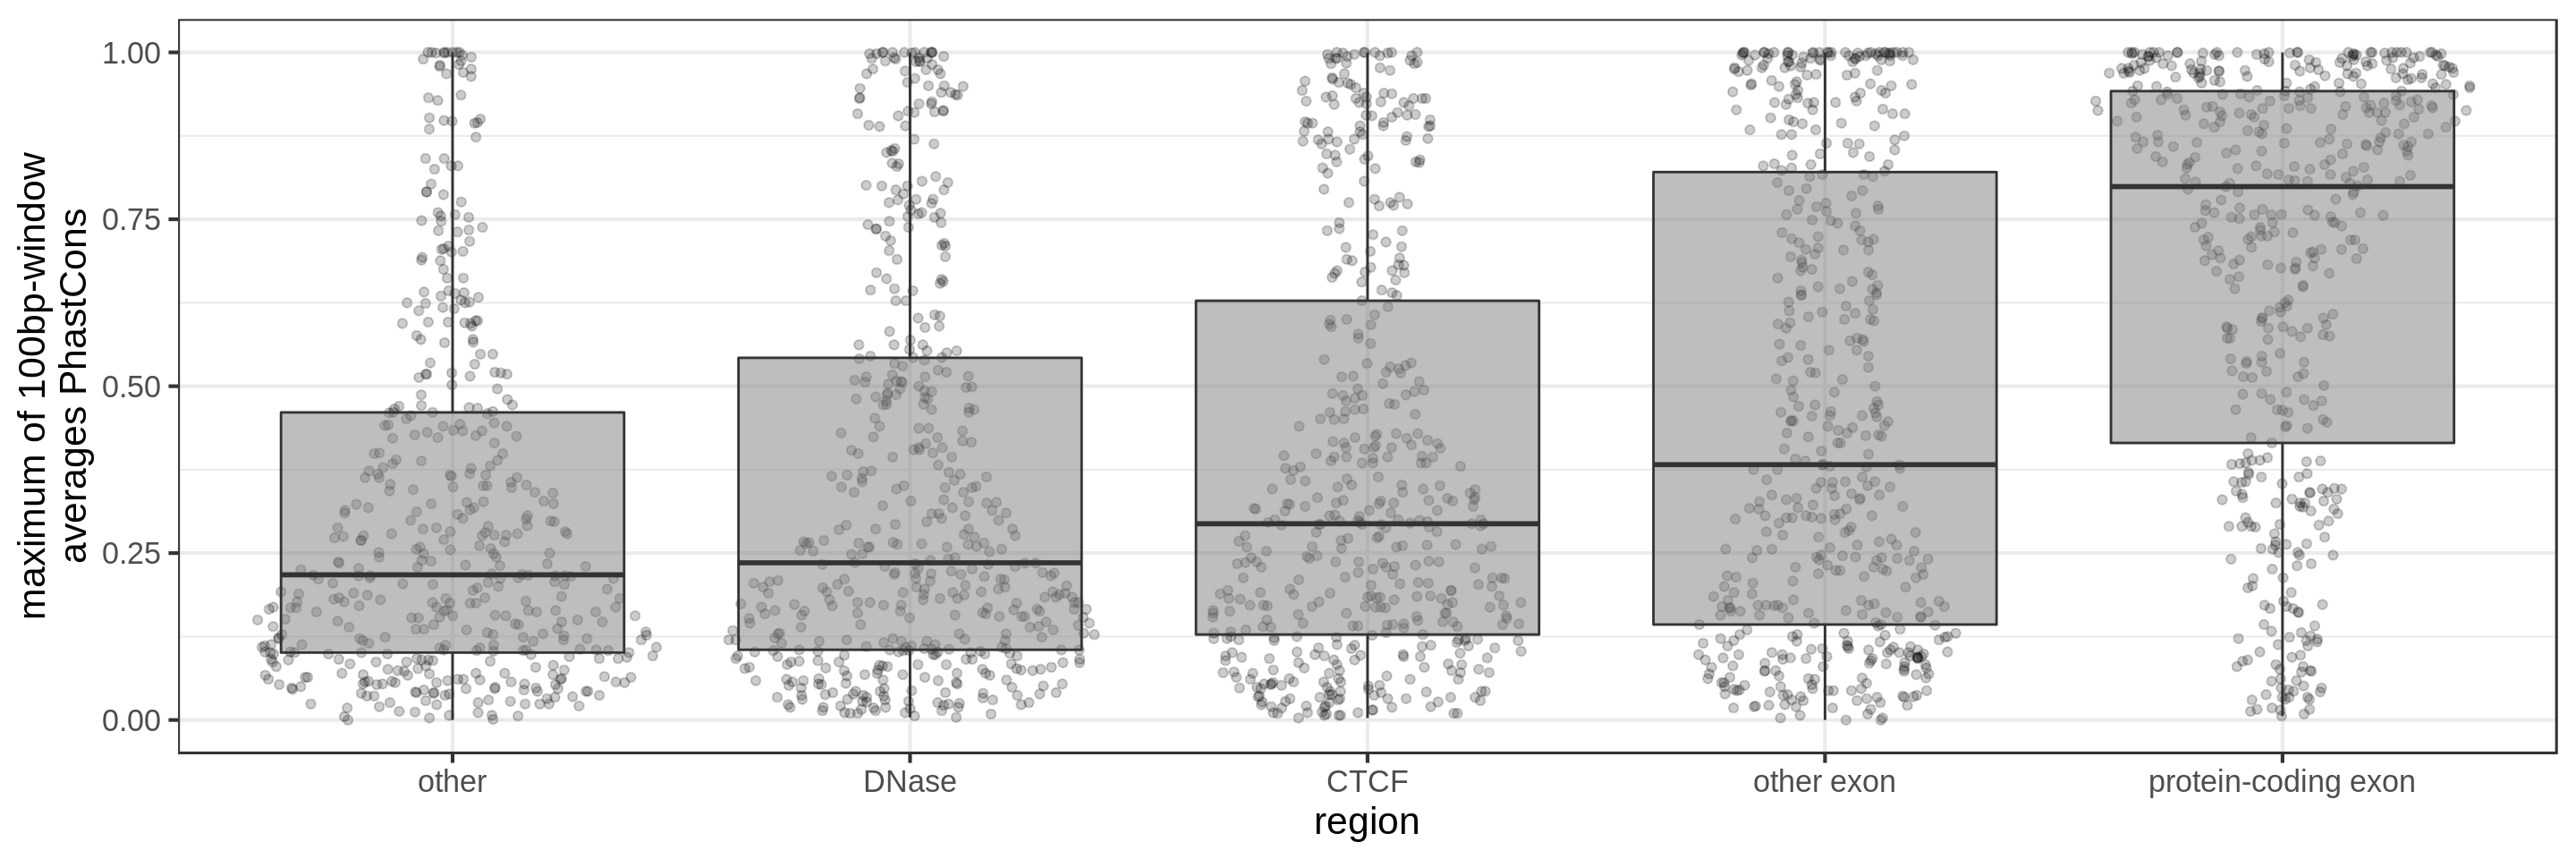 maximum of 100bp-window
averages PhastCons
1.00
0.75
0.50
0.25
0.00
other
DNase
CTCF
other exon
protein-coding exon
region